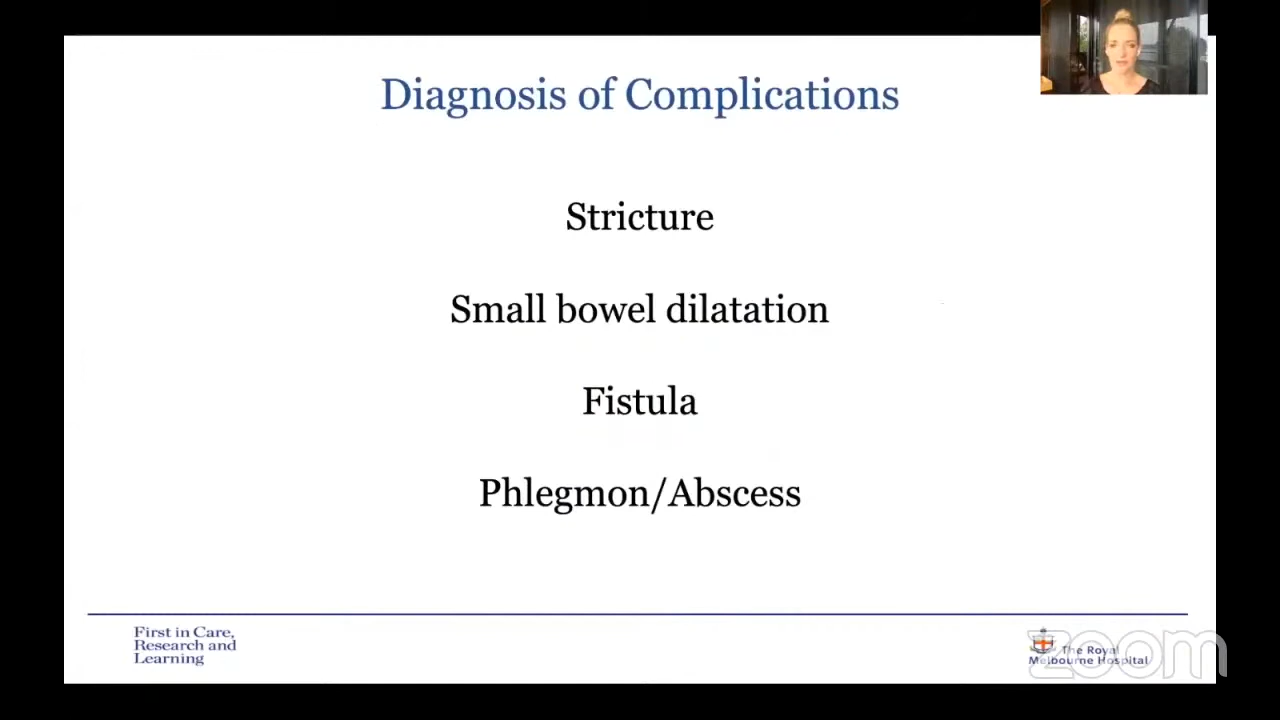 Diagnosis of Complications
Stricture
Small bowel dilatation
Fistula
Phlegmon/Abscess
First in Care,
Research and
Learning
The Royal
Melbourne Hospital
zoom